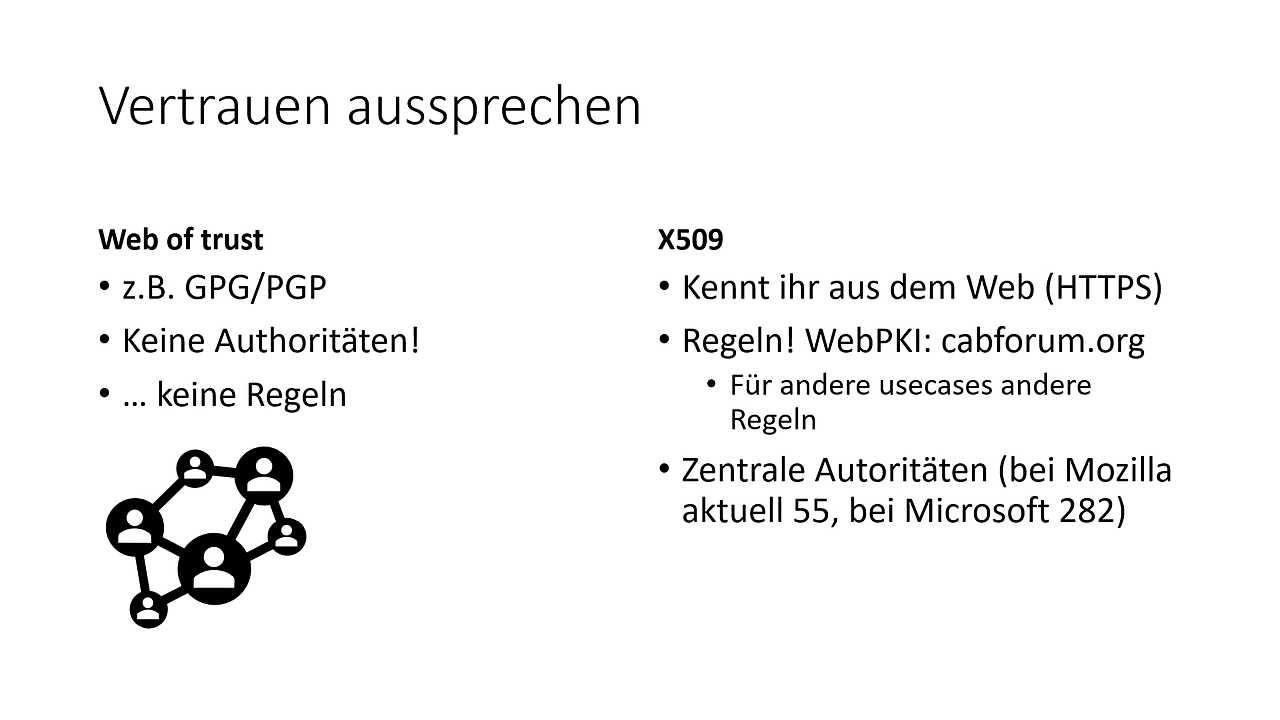 Vertrauen aussprechen
Web of trust
• z.B. GPG/PGP
• Keine Authoritäten!
• … keine Regeln
X509
• Kennt ihr aus dem Web (HTTPS)
• Regeln! WebPKI: cabforum.org
• Für andere usecases andere
Regeln
• Zentrale Autoritäten (bei Mozilla
aktuell 55, bei Microsoft 282)